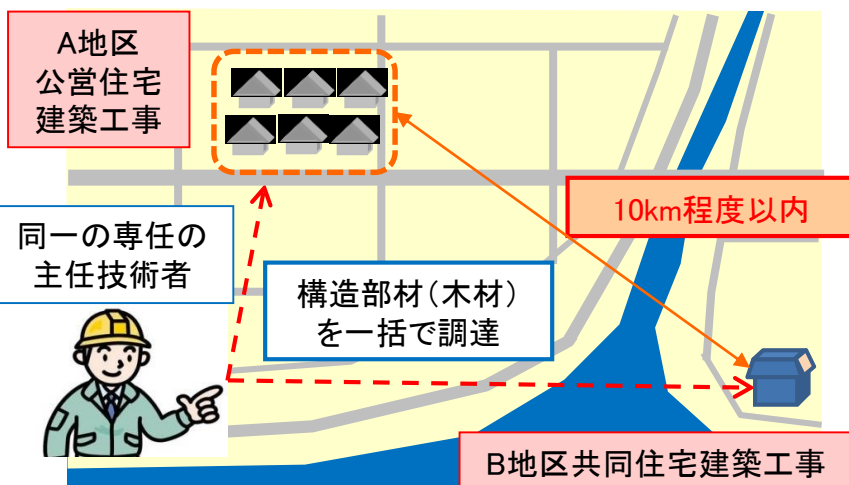 A地区
公営住宅
建築工事
10km程度以内
同一の専任の
主任技術者
構造部材（木材）
を一括で調達
B地区共同住宅建築工事